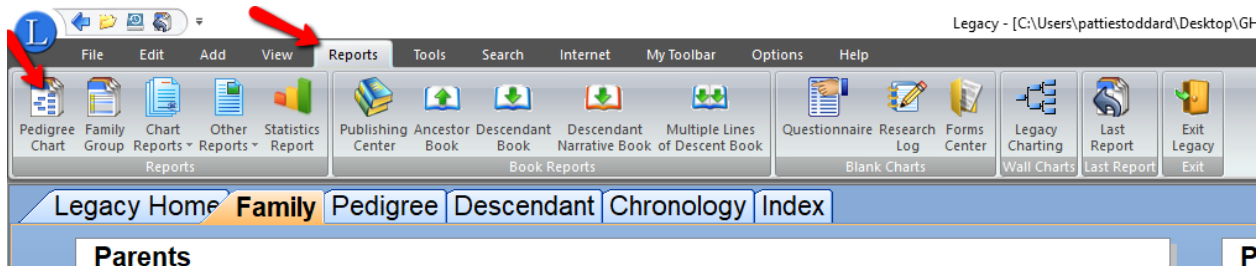 L
Legacy - [C:\Users\pattiestoddard\Desktop\GH
File Edit Add View Reports Tools Search Internet My Toolbar Options Help
Pedigree Family Chart Other Statistics Publishing Ancestor Descendant Descendant Multiple Lines Questionnaire Research Forms Legacy Last Exit
Chart Group Reports Reports Report Center Book Book Narrative Book of Descent Book Log Center Charting Report Legacy
Reports Book Reports Blank Charts Wall Charts Last Report Exit
Legacy Home Family Pedigree Descendant Chronology Index
Parents P